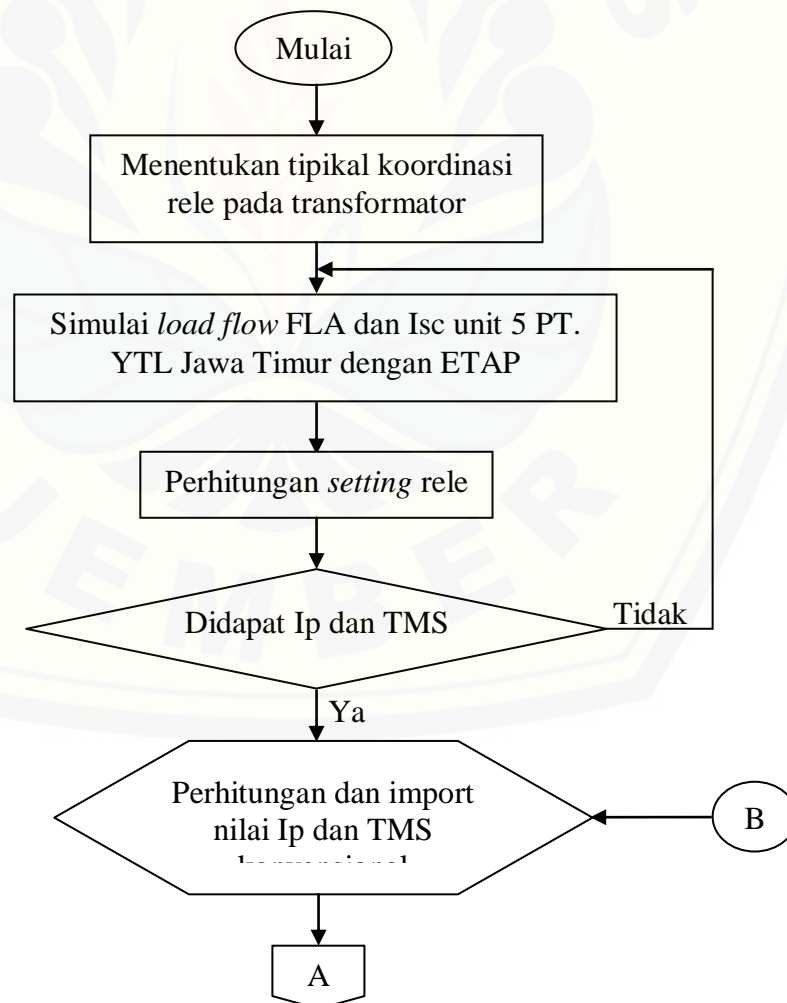 Mulai
Menentukan tipikal koordinasi
rele pada transformator
Simulai load flow FLA dan Isc unit 5 PT.
YTL Jawa Timur dengan ETAP
Perhitungan setting rele
Didapat Ip dan TMS
Tidak
Ya
Perhitungan dan import
nilai Ip dan TMS
B
A
JEMBER